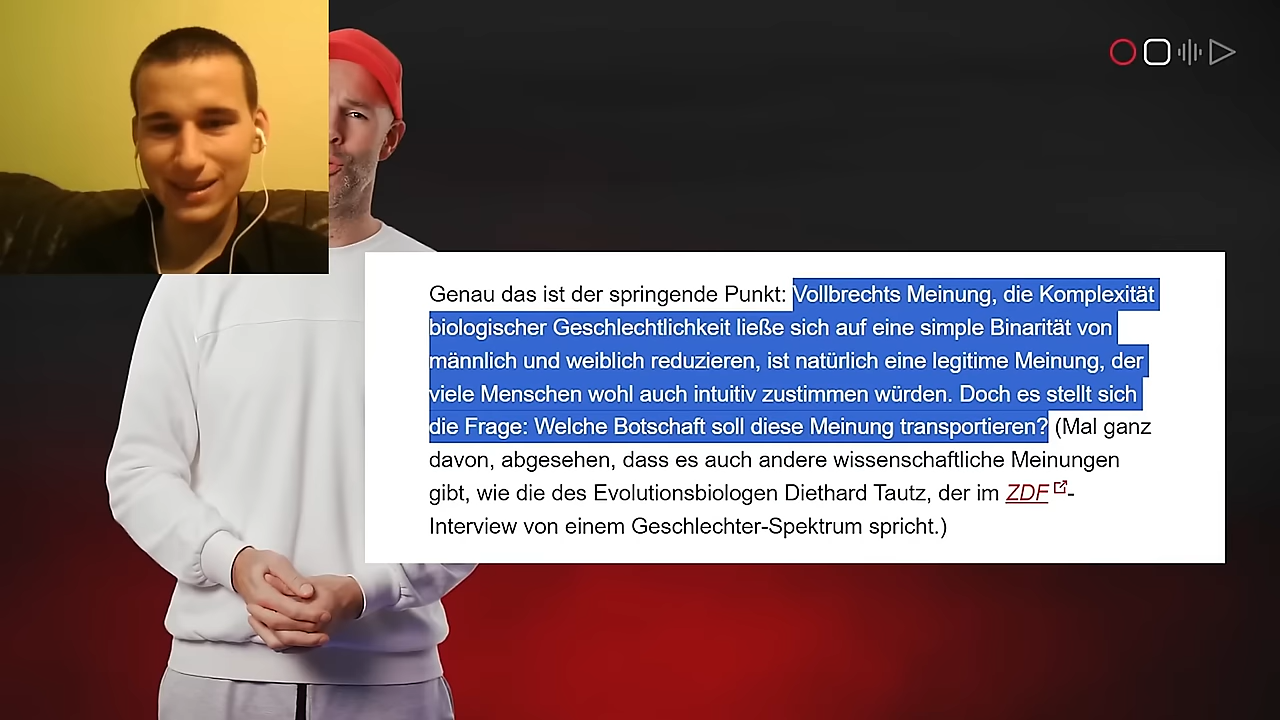 Genau das ist der springende Punkt: Vollbrechts Meinung, die Komplexität
biologischer Geschlechtlichkeit ließe sich auf eine simple Binarität von
männlich und weiblich reduzieren, ist natürlich eine legitime Meinung, der
viele Menschen wohl auch intuitiv zustimmen würden. Doch es stellt sich
die Frage: Welche Botschaft soll diese Meinung transportieren? (Mal ganz
davon, abgesehen, dass es auch andere wissenschaftliche Meinungen
gibt, wie die des Evolutionsbiologen Diethard Tautz, der im ZDF-
Interview von einem Geschlechter-Spektrum spricht.)